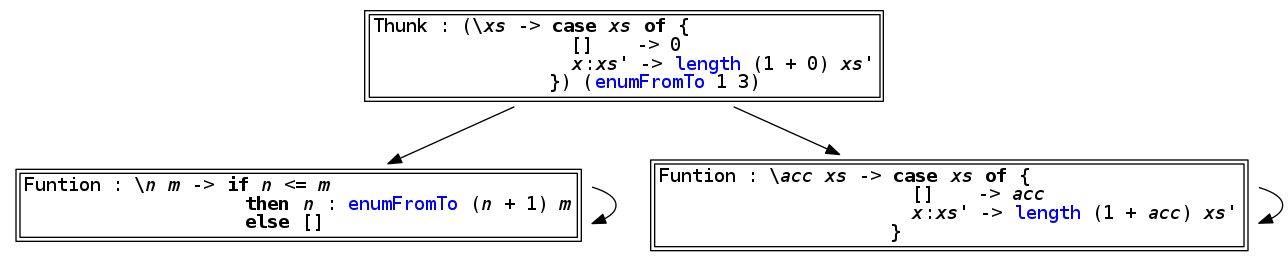 Thunk : (\xs -> case xs of {
[] -> 0
x:xs' -> length (1 + 0) xs'
}) (enumFromTo 1 3)
Funtion : \n m -> if n <= m
then n : enumFromTo (n + 1) m
else []
Funtion : \acc xs -> case xs of {
[] -> acc
x:xs' -> length (1 + acc) xs'
}